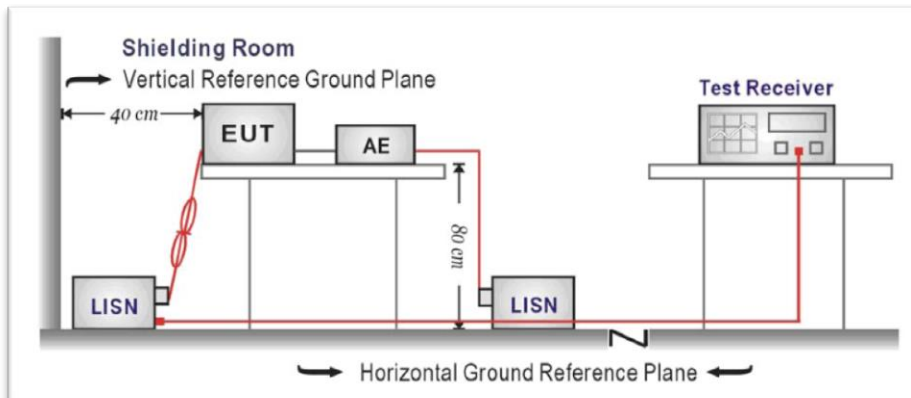 Shielding Room
Vertical Reference Ground Plane
Test Receiver
40 cm
EUT
AE
80 cm
LISN
LISN
Horizontal Ground Reference Plane